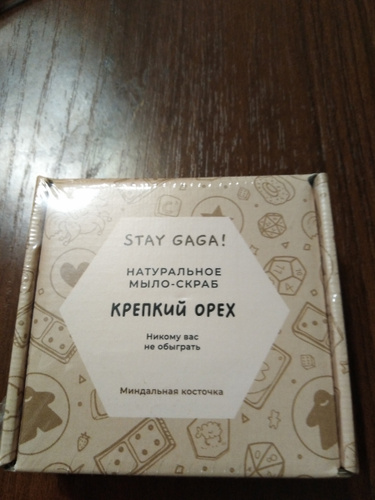 STAY GAGA!
НАТУРАЛЬНОЕ
МЫЛО-СКРАБ
КРЕПКИЙ ОРЕХ
Никому вас
не обыграть
Миндальная косточка